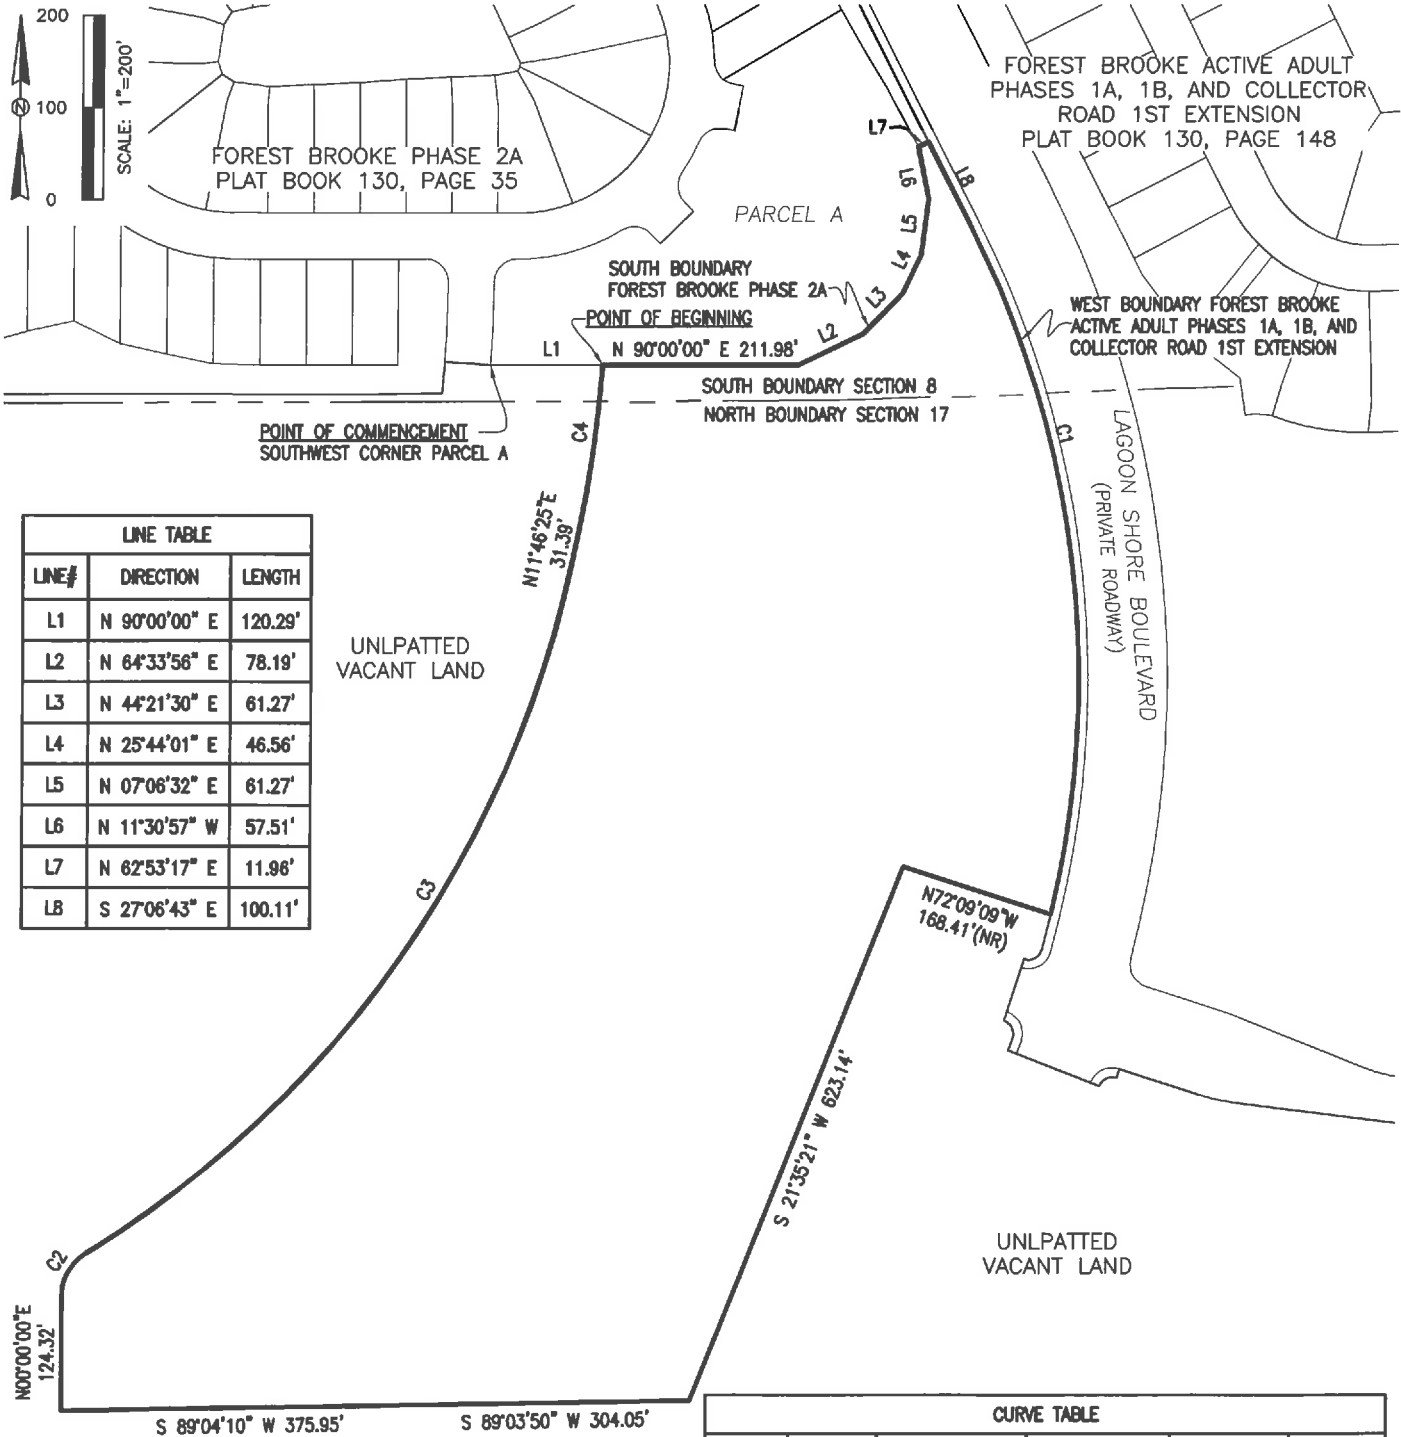 200
100
0
N
SCALE: 1"=200'
FOREST BROOKE PHASE 2A
PLAT BOOK 130, PAGE 35
FOREST BROOKE ACTIVE ADULT
PHASES 1A, 1B, AND COLLECTOR
ROAD 1ST EXTENSION
PLAT BOOK 130, PAGE 148
L7
L8
L6
PARCEL A
L5
L4
SOUTH BOUNDARY
FOREST BROOKE PHASE 2A
L3
WEST BOUNDARY FOREST BROOKE
ACTIVE ADULT PHASES 1A, 1B, AND
COLLECTOR ROAD 1ST EXTENSION
POINT OF BEGINNING
L2
L1
N 90°00'00" E 211.98'
SOUTH BOUNDARY SECTION 8
NORTH BOUNDARY SECTION 17
POINT OF COMMENCEMENT
SOUTHWEST CORNER PARCEL A
C4
C1
LAGOON SHORE BOULEVARD
(PRIVATE ROADWAY)
N11°46'25"E
31.39'
LINE TABLE
LINE# DIRECTION LENGTH
L1 N 90°00'00" E 120.29'
L2 N 64°33'56" E 78.19'
L3 N 44°21'30" E 61.27'
L4 N 25°44'01" E 46.56'
L5 N 07°06'32" E 61.27'
L6 N 11°30'57" W 57.51'
L7 N 62°53'17" E 11.96'
L8 S 27°06'43" E 100.11'
UNLPATTED
VACANT LAND
C3
N72°09'09"W
168.41'(NR)
S 21°35'21" W 623.14'
UNLPATTED
VACANT LAND
C2
N00°00'00"E
124.32'
S 89°04'10" W 375.95'
S 89°03'50" W 304.05'
CURVE TABLE